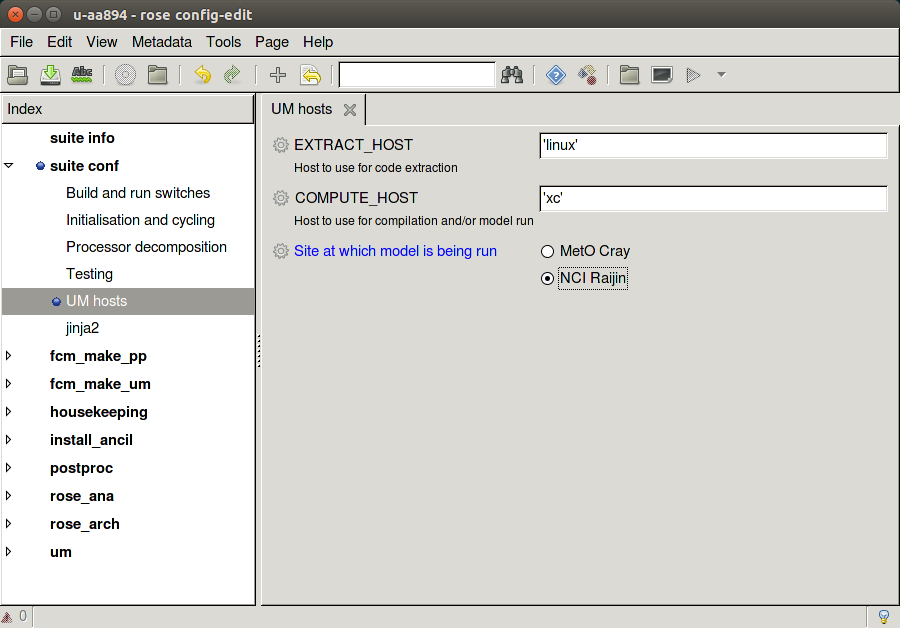 u-aa894 - rose config-edit
File Edit View Metadata Tools Page Help
Abc
Index
suite info
suite conf
Build and run switches
Initialisation and cycling
Processor decomposition
Testing
UM hosts
jinja2
fcm_make_pp
fcm_make_um
housekeeping
install_ancil
postproc
rose_ana
rose_arch
um
UM hosts
EXTRACT_HOST
'linux'
Host to use for code extraction
COMPUTE_HOST
'xc'
Host to use for compilation and/or model run
Site at which model is being run
MetO Cray
NCI Raijin
0